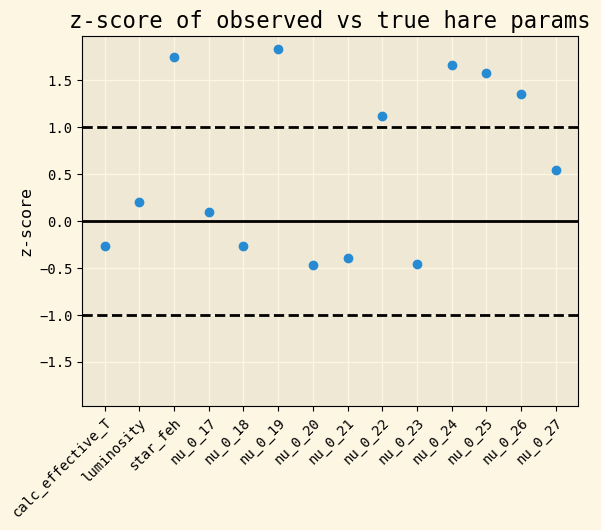 z-score of observed vs true hare params
z-score
1.5
1.0
0.5
0.0
−0.5
−1.0
−1.5
calc_effective_T
luminosity
star_feh
nu_0_17
nu_0_18
nu_0_19
nu_0_20
nu_0_21
nu_0_22
nu_0_23
nu_0_24
nu_0_25
nu_0_26
nu_0_27